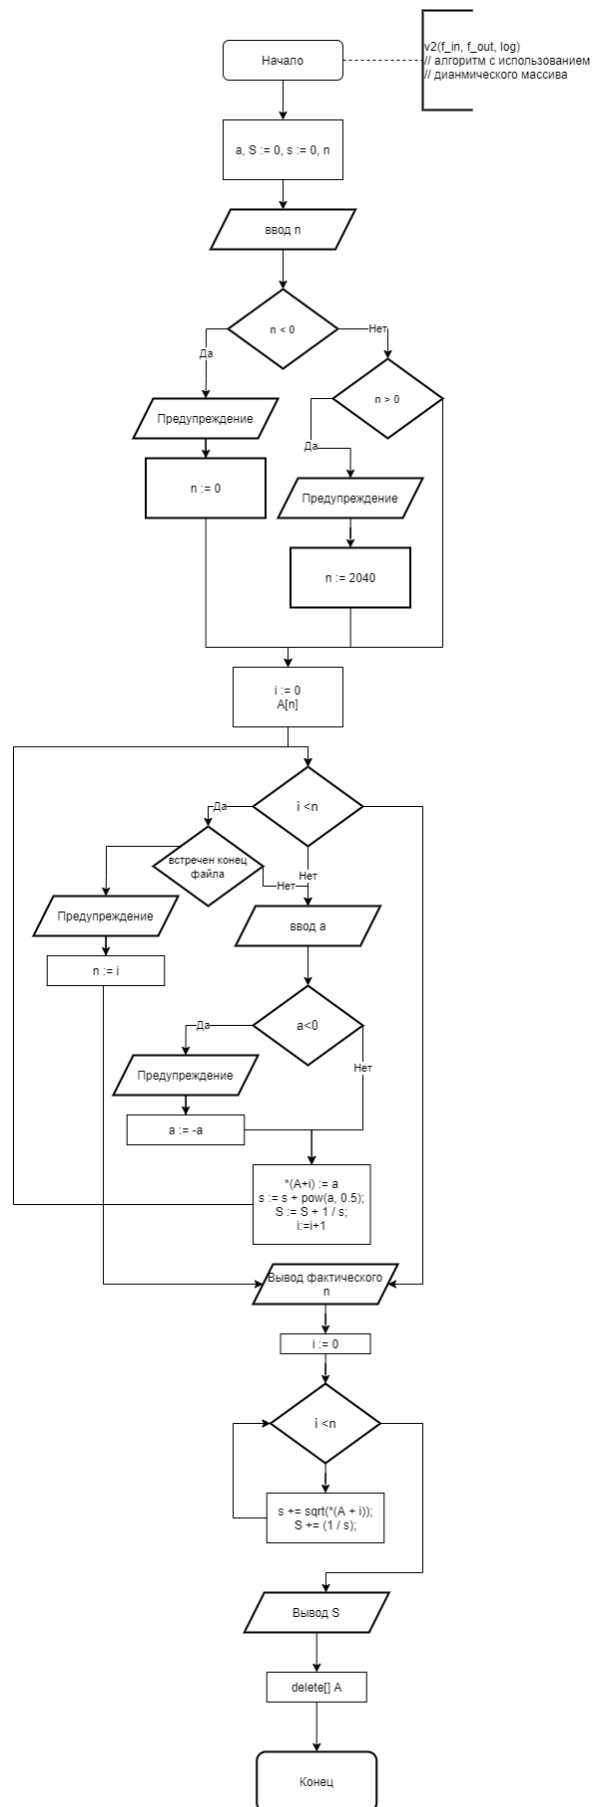 Начало
v2(f_in, f_out, log)
// алгоритм с использованием
// дианмического массива
a, S := 0, s := 0, n
ввод n
n < 0
Да
Нет
Предупреждение
n := 0
n > 0
Да
Предупреждение
n := 2040
i := 0
A[n]
i <n
Да
встречен конец
файла
Нет
Нет
Предупреждение
n := i
ввод a
a<0
Да
Нет
Предупреждение
a := -a
*(A+i) := a
s := s + pow(a, 0.5);
S := S + 1 / s;
i:=i+1
Вывод фактического
n
i := 0
i <n
s += sqrt(*(A + i));
S += (1 / s);
Вывод S
delete[] A
Конец